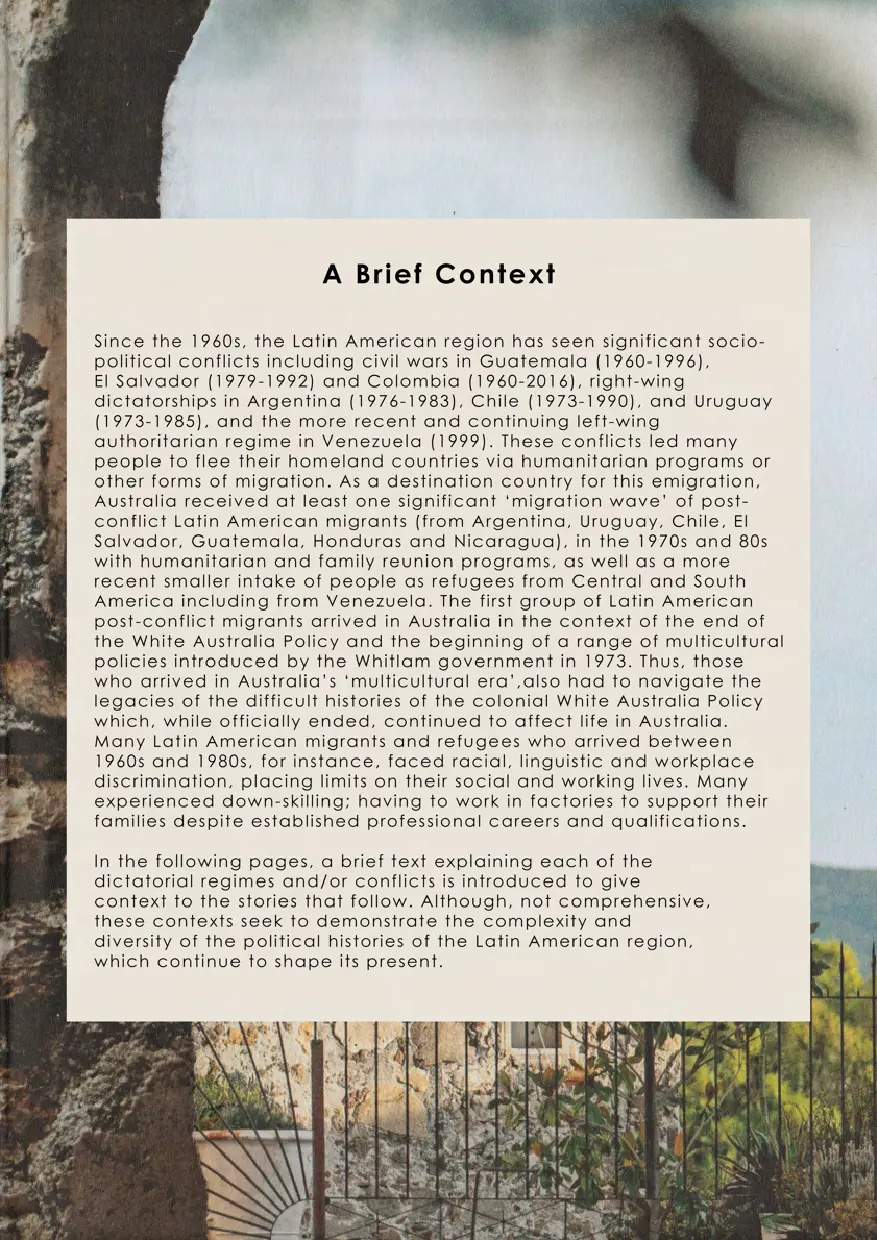 A Brief Context
Since the 1960s, the Latin American region has seen significant socio-
political conflicts including civil wars in Guatemala (1960-1996),
El Salvador (1979-1992) and Colombia (1960-2016), right-wing
dictatorships in Argentina (1976-1983), Chile (1973-1990), and Uruguay
(1973-1985), and the more recent and continuing left-wing
authoritarian regime in Venezuela (1999). These conflicts led many
people to flee their homeland countries via humanitarian programs or
other forms of migration. As a destination country for this emigration,
Australia received at least one significant ‘migration wave’ of post-
conflict Latin American migrants (from Argentina, Uruguay, Chile, El
Salvador, Guatemala, Honduras and Nicaragua), in the 1970s and 80s
with humanitarian and family reunion programs, as well as a more
recent smaller intake of people as refugees from Central and South
America including from Venezuela. The first group of Latin American
post-conflict migrants arrived in Australia in the context of the end of
the White Australia Policy and the beginning of a range of multicultural
policies introduced by the Whitlam government in 1973. Thus, those
who arrived in Australia’s ‘multicultural era’,also had to navigate the
legacies of the difficult histories of the colonial White Australia Policy
which, while officially ended, continued to affect life in Australia.
Many Latin American migrants and refugees who arrived between
1960s and 1980s, for instance, faced racial, linguistic and workplace
discrimination, placing limits on their social and working lives. Many
experienced down-skilling; having to work in factories to support their
families despite established professional careers and qualifications.
In the following pages, a brief text explaining each of the
dictatorial regimes and/or conflicts is introduced to give
context to the stories that follow. Although, not comprehensive,
these contexts seek to demonstrate the complexity and
diversity of the political histories of the Latin American region,
which continue to shape its present.